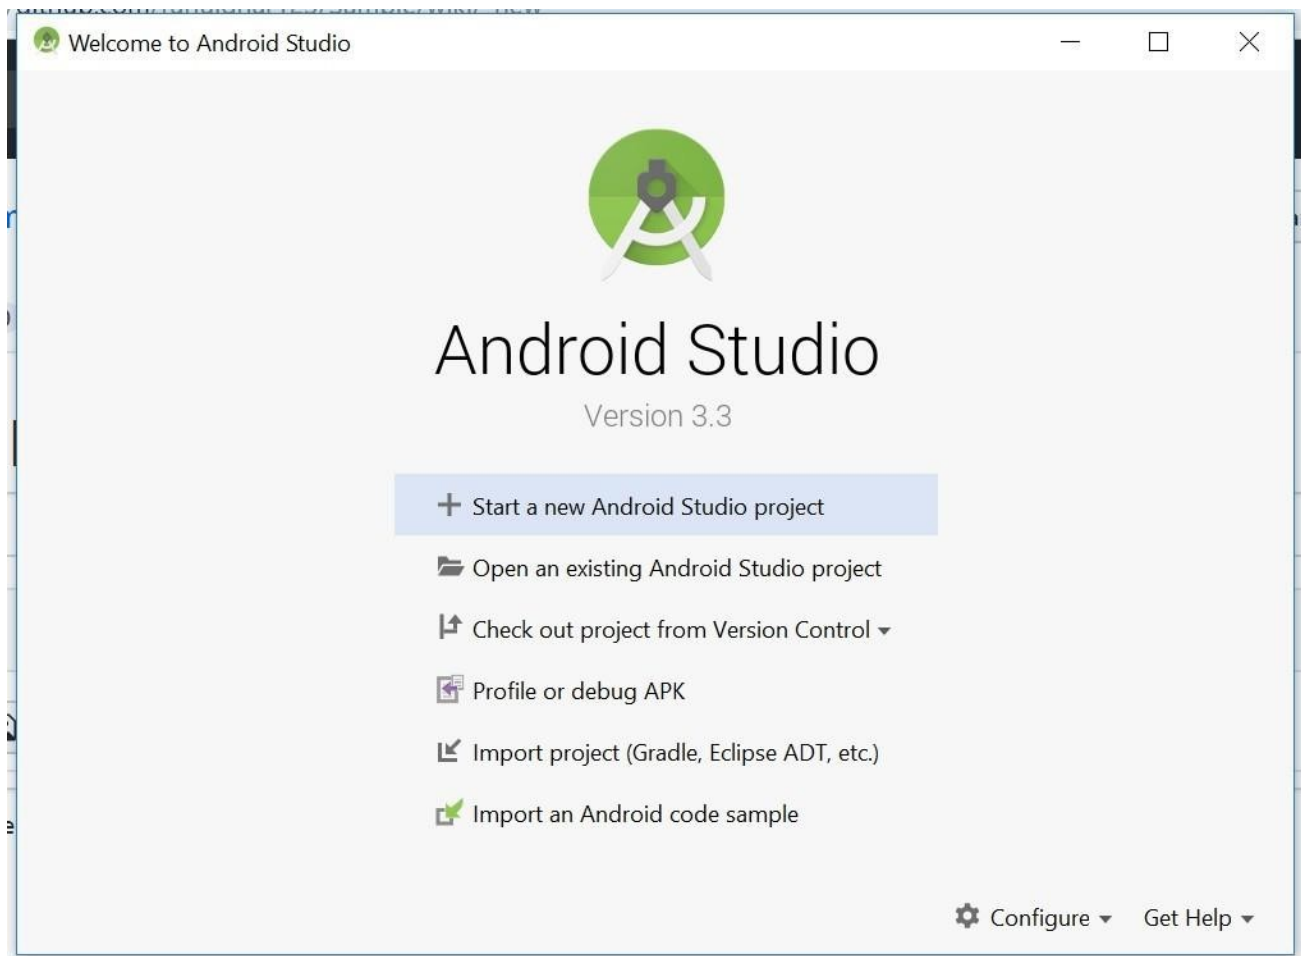 Welcome to Android Studio
Android Studio
Version 3.3
Start a new Android Studio project
Open an existing Android Studio project
Check out project from Version Control
Profile or debug APK
Import project (Gradle, Eclipse ADT, etc.)
Import an Android code sample
Configure
Get Help